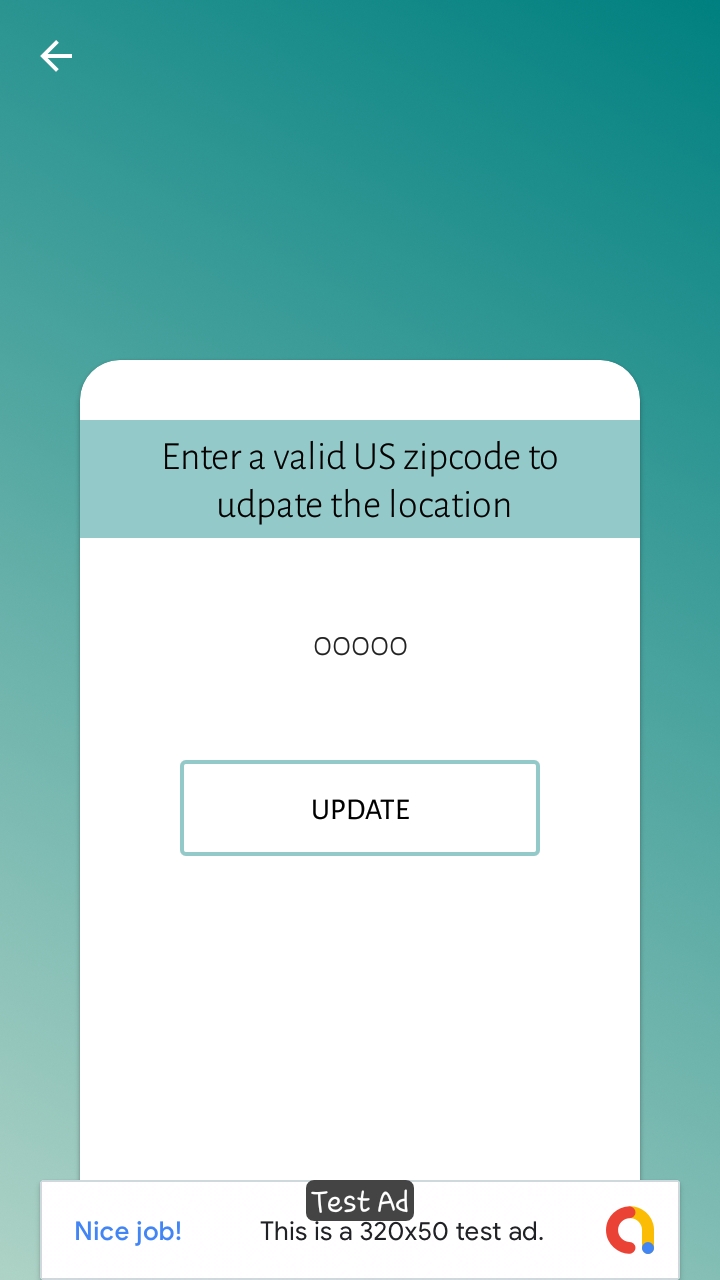 Enter a valid US zipcode to
udpate the location
00000
UPDATE
Test Ad
Nice job!
This is a 320x50 test ad.